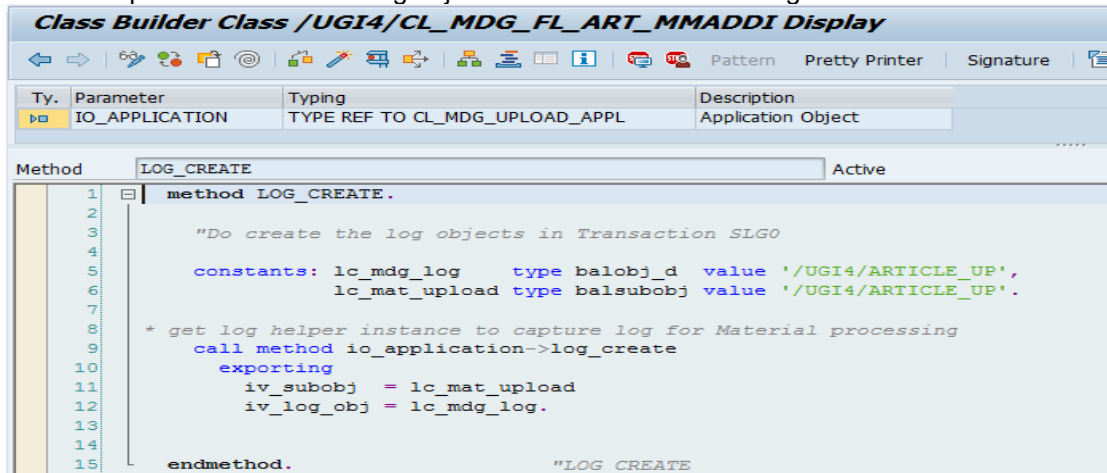 Class Builder Class /UGI4/CL_MDG_FL_ART_MMADDI Display
Pattern Pretty Printer Signature
Ty. Parameter Typing Description
IO_APPLICATION TYPE REF TO CL_MDG_UPLOAD_APPL Application Object
Method LOG_CREATE Active
1 method LOG_CREATE.
2
3 "Do create the log objects in Transaction SLG0
4
5 constants: lc_mdg_log type balobj_d value '/UGI4/ARTICLE_UP',
6 lc_mat_upload type balsubobj value '/UGI4/ARTICLE_UP'.
7
8 * get log helper instance to capture log for Material processing
9 call method io_application->log_create
10 exporting
11 iv_subobj = lc_mat_upload
12 iv_log_obj = lc_mdg_log.
13
14
15 endmethod. "LOG_CREATE